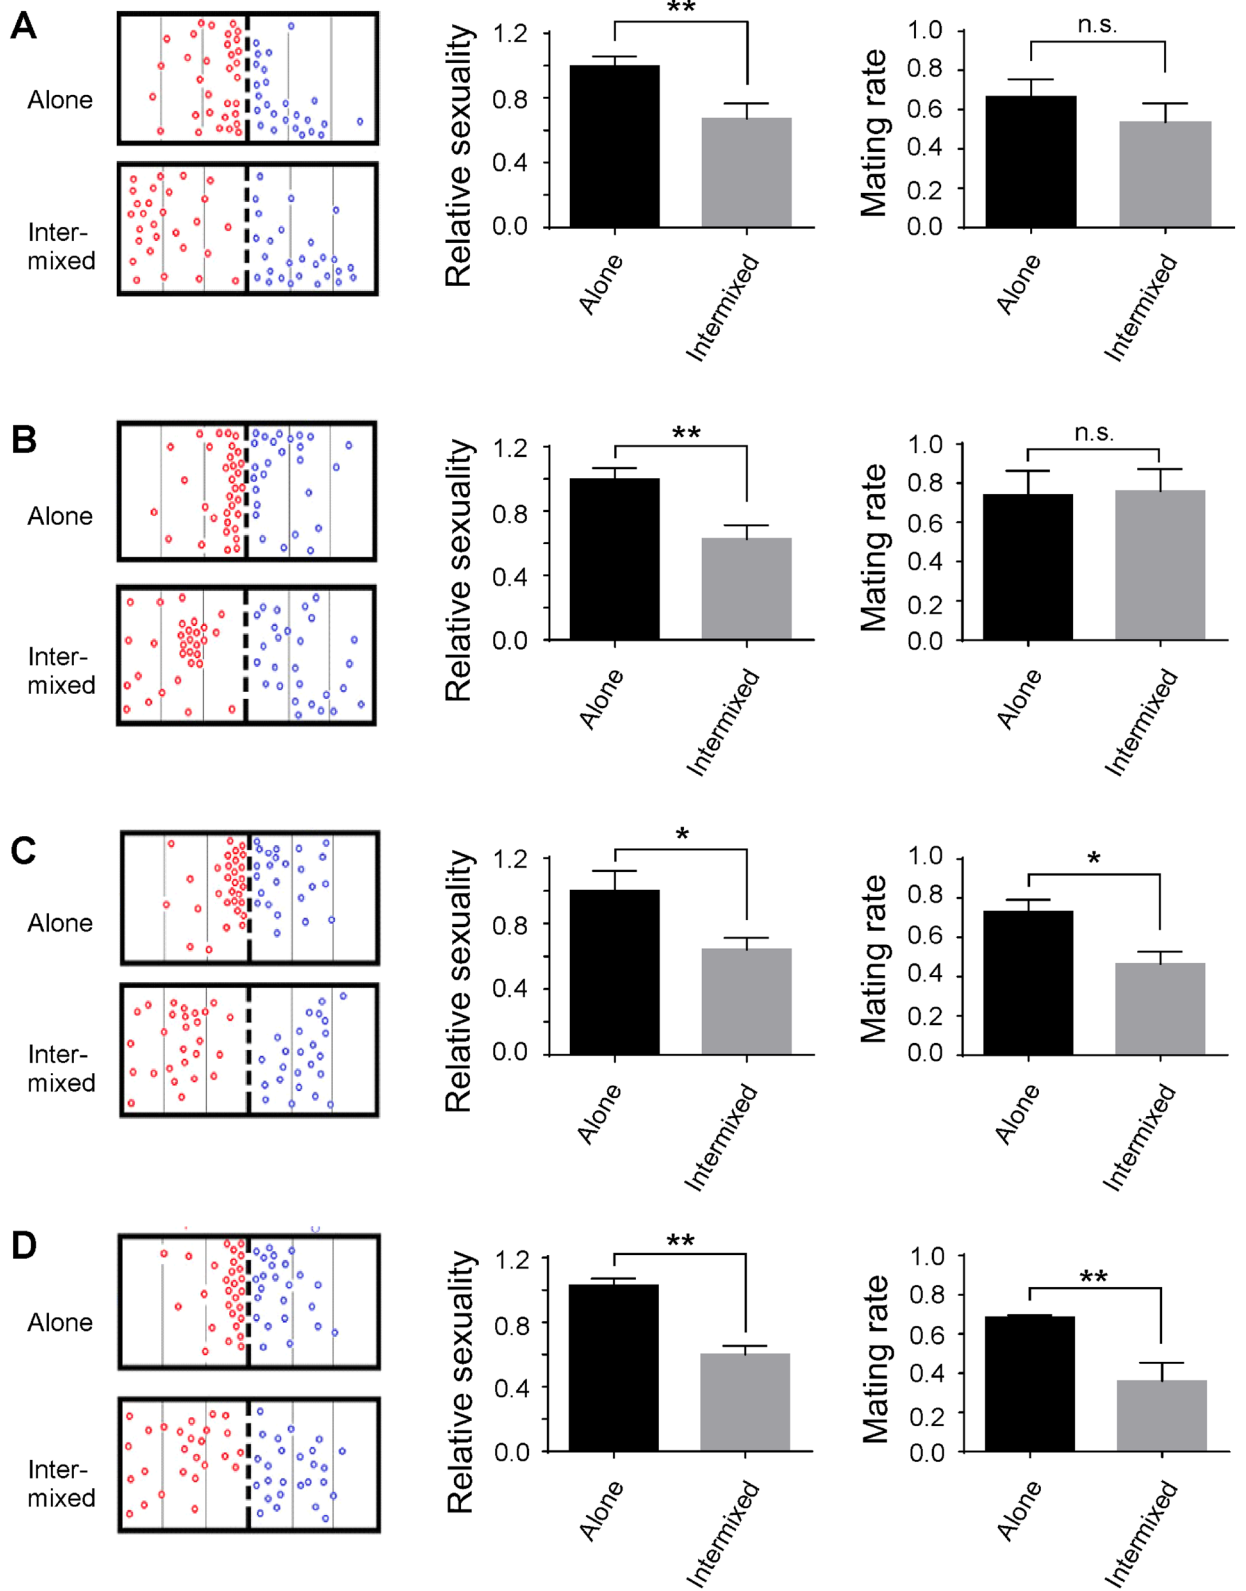 A
Alone
Inter-
mixed
Relative sexuality
1.2
0.8
0.4
0.0
**
Alone
Intermixed
Mating rate
1.0
0.8
0.6
0.4
0.2
0.0
n.s.
Alone
Intermixed
B
Alone
Inter-
mixed
Relative sexuality
1.2
0.8
0.4
0.0
**
Alone
Intermixed
Mating rate
1.0
0.8
0.6
0.4
0.2
0.0
n.s.
Alone
Intermixed
C
Alone
Inter-
mixed
Relative sexuality
1.2
0.8
0.4
0.0
*
Alone
Intermixed
Mating rate
1.0
0.8
0.6
0.4
0.2
0.0
*
Alone
Intermixed
D
Alone
Inter-
mixed
Relative sexuality
1.2
0.8
0.4
0.0
**
Alone
Intermixed
Mating rate
1.0
0.8
0.6
0.4
0.2
0.0
**
Alone
Intermixed